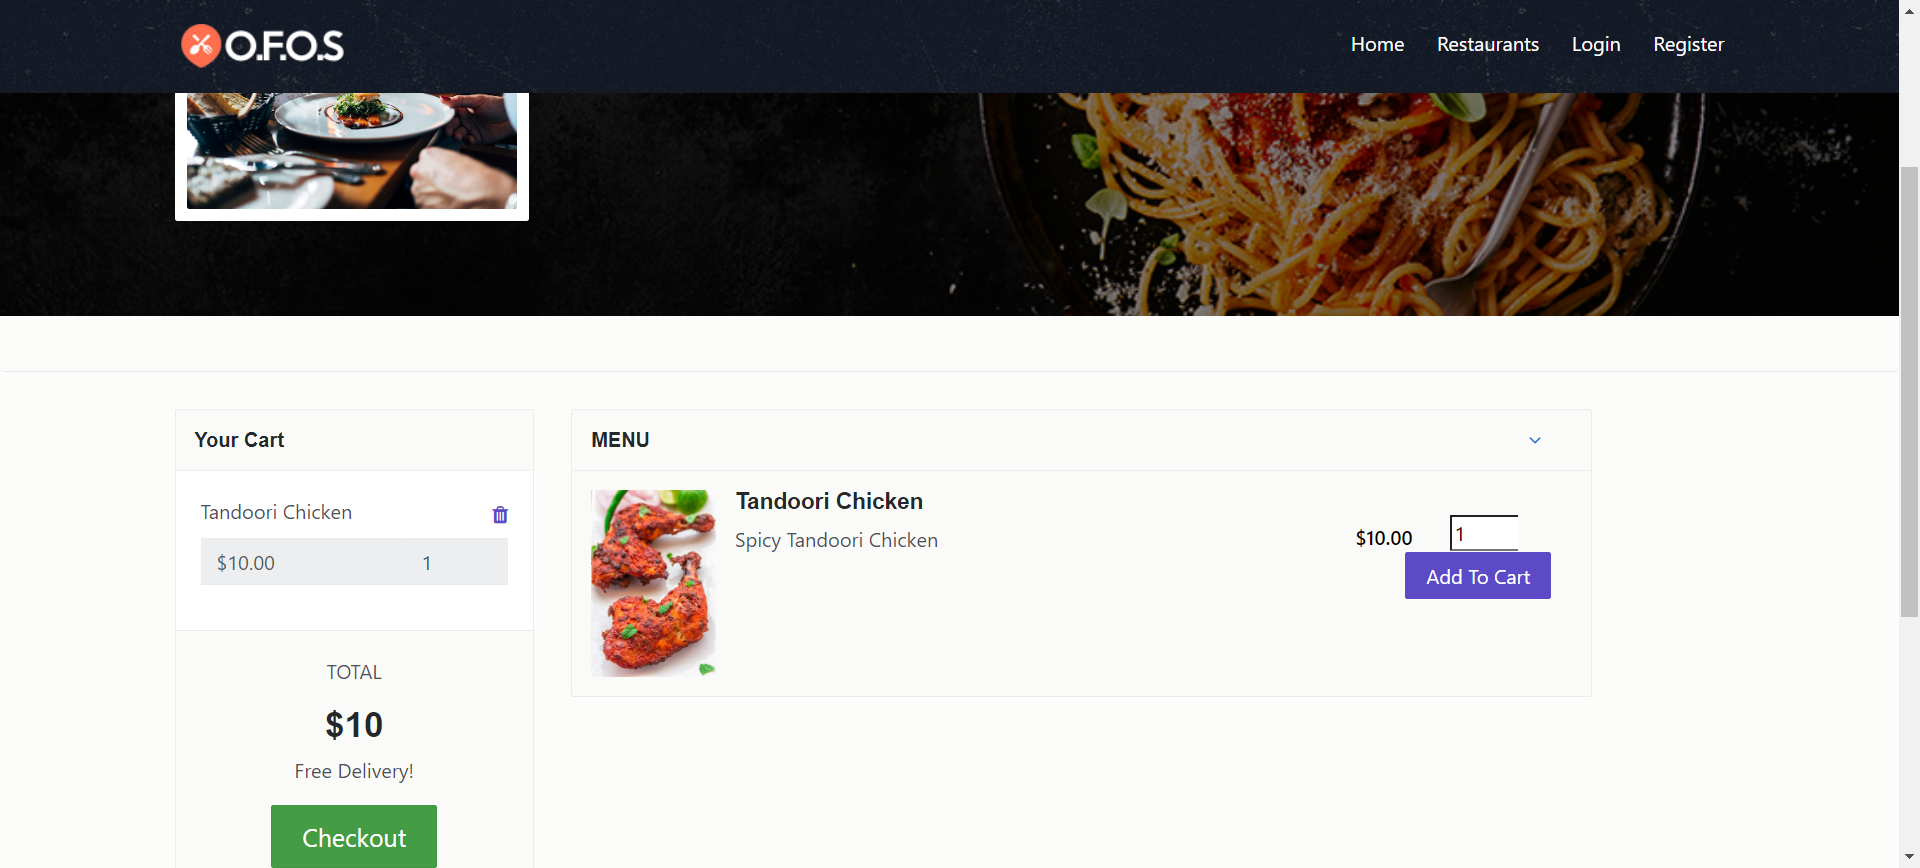 O.F.O.S
Home Restaurants Login Register
Your Cart
Tandoori Chicken
$10.00 1
TOTAL
$10
Free Delivery!
Checkout
MENU
Tandoori Chicken
Spicy Tandoori Chicken
$10.00 1
Add To Cart